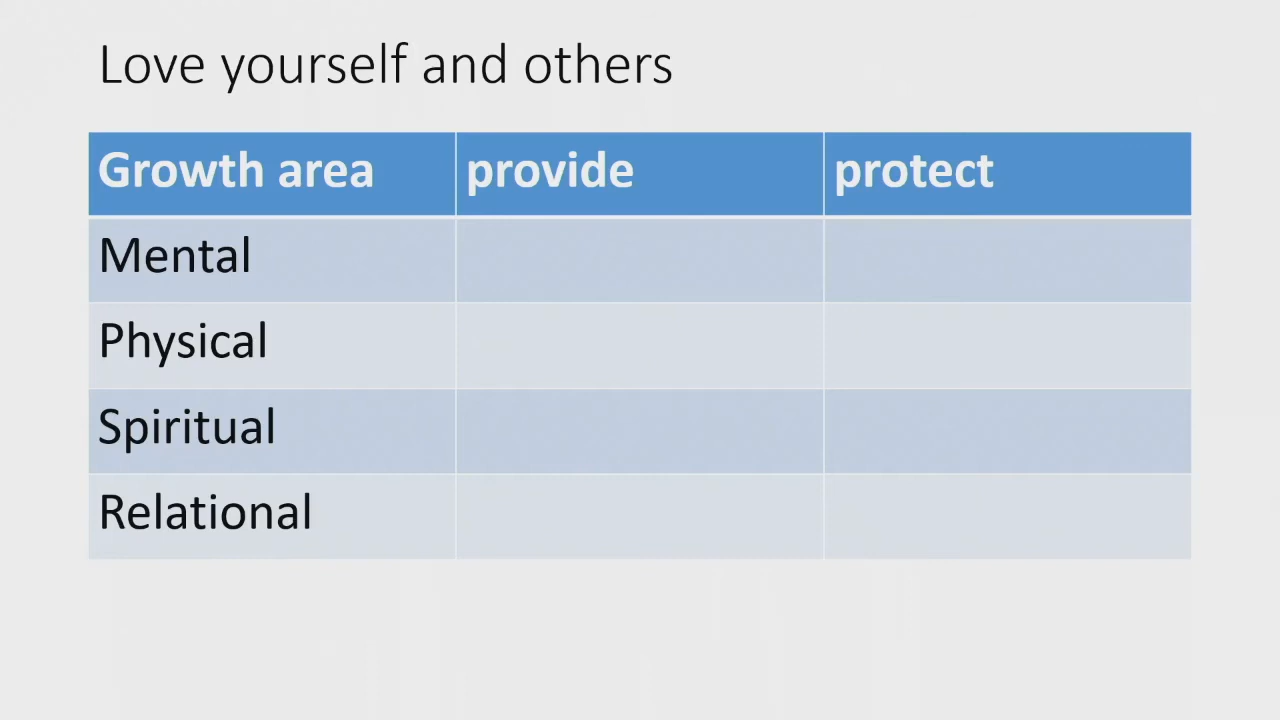 Love yourself and others
Growth area provide protect
Mental
Physical
Spiritual
Relational